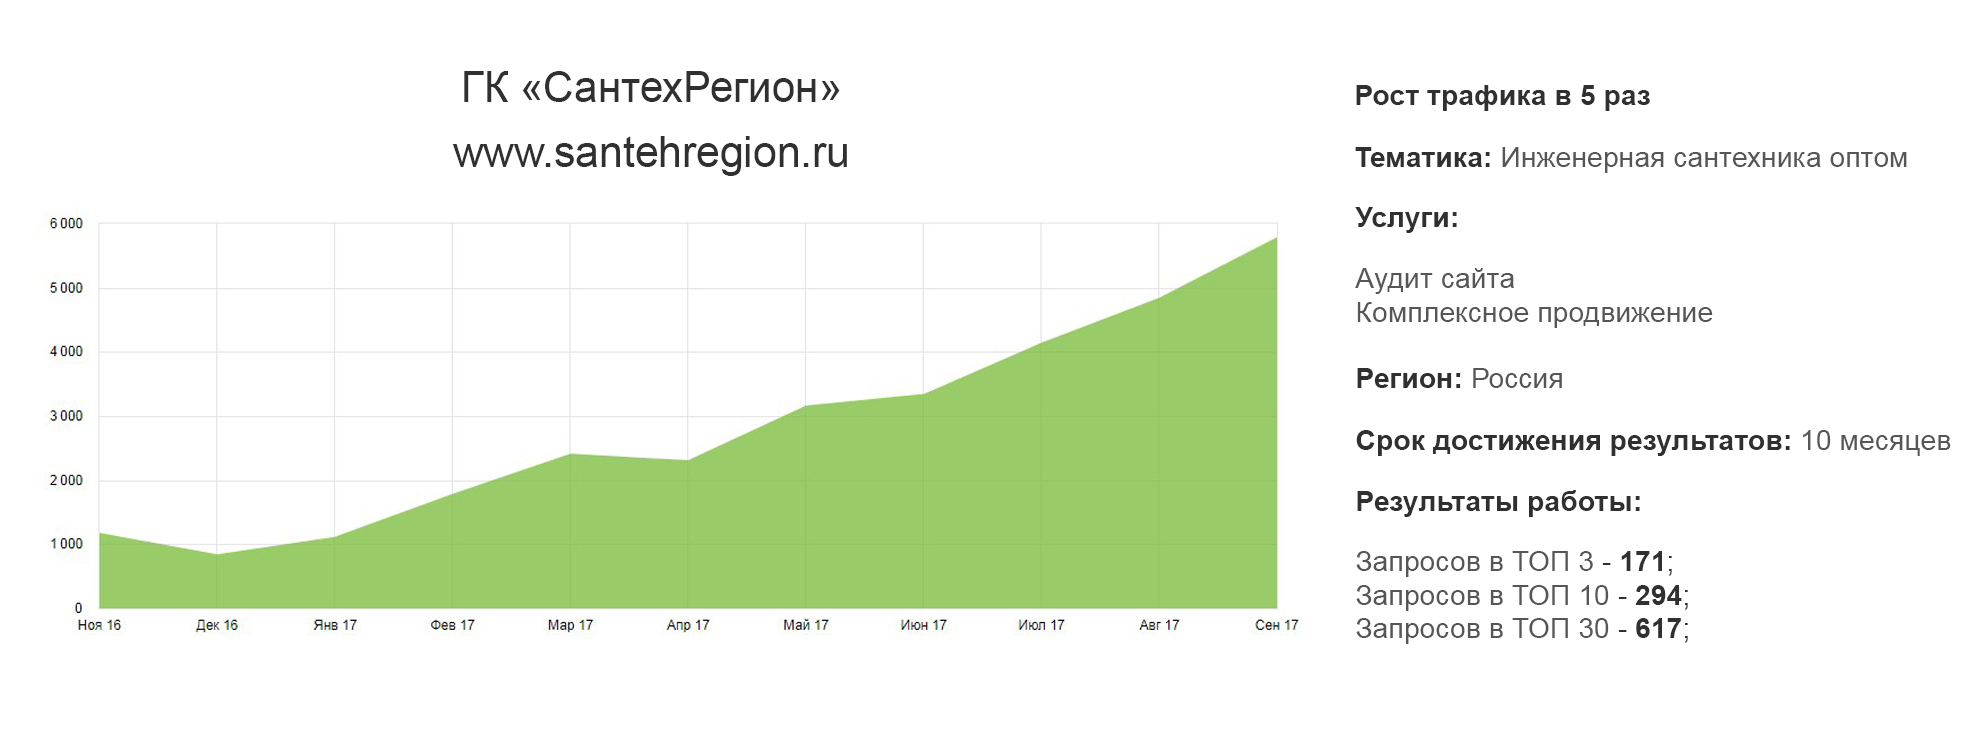 ГК «СантехРегион»
www.santehregion.ru
6 000
5 000
4 000
3 000
2 000
1 000
0
Ноя 16 Дек 16 Янв 17 Фев 17 Мар 17 Апр 17 Май 17 Июн 17 Июл 17 Авг 17 Сен 17
Рост трафика в 5 раз
Тематика: Инженерная сантехника оптом
Услуги:
Аудит сайта
Комплексное продвижение
Регион: Россия
Срок достижения результатов: 10 месяцев
Результаты работы:
Запросов в ТОП 3 - 171;
Запросов в ТОП 10 - 294;
Запросов в ТОП 30 - 617;